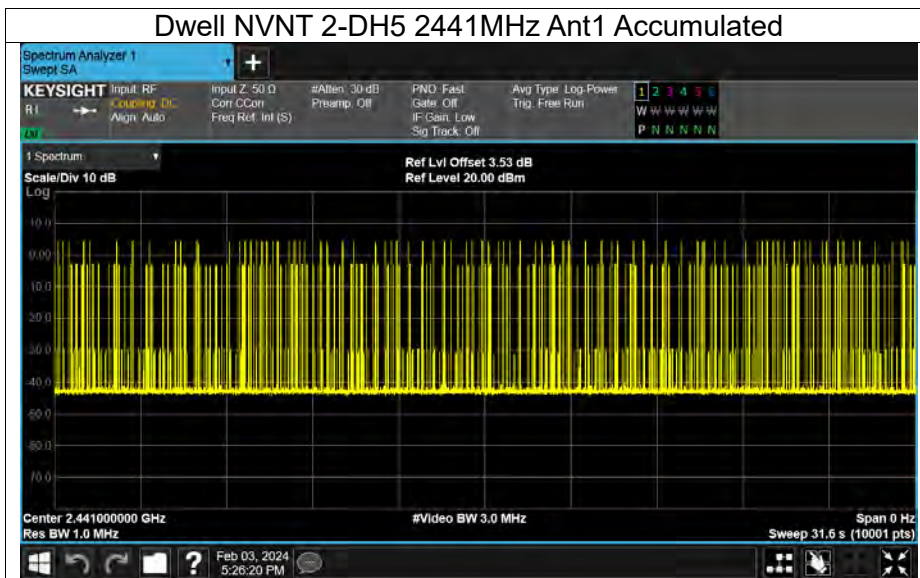 Dwell NVNT 2-DH5 2441MHz Ant1 Accumulated
Spectrum Analyzer 1
Swept SA
+
KEYSIGHT Input: RF Input Z: 50 Ω #Atten: 30 dB PNO: Fast Avg Type: Log-Power 1 2 3 4 5 6
Coupling: DC Corr CCorr Preamp: Off Gate: Off Trig: Free Run W W W W W W
Align: Auto Freq Ref: Int (S) IF Gain: Low
Sig Track: Off P N N N N N
1 Spectrum
Ref Lvl Offset 3.53 dB
Scale/Div 10 dB Ref Level 20.00 dBm
Log
10.0
0.00
-10.0
-20.0
-30.0
-40.0
-50.0
-60.0
-70.0
Center 2.441000000 GHz #Video BW 3.0 MHz Span 0 Hz
Res BW 1.0 MHz Sweep 31.6 s (10001 pts)
? Feb 03, 2024
5:26:20 PM